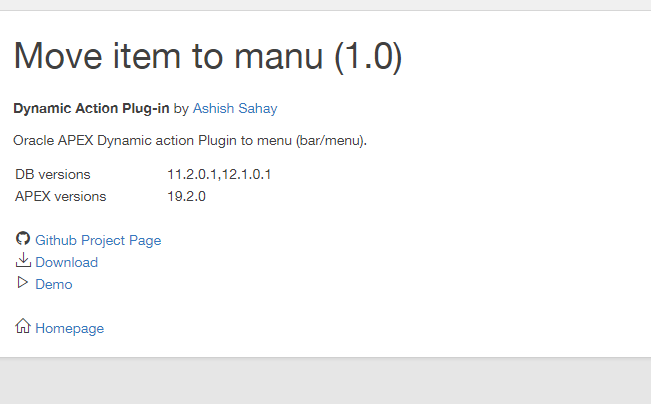 Move item to manu (1.0)
Dynamic Action Plug-in by Ashish Sahay
Oracle APEX Dynamic action Plugin to menu (bar/menu).
DB versions 11.2.0.1,12.1.0.1
APEX versions 19.2.0
Github Project Page
Download
Demo
Homepage